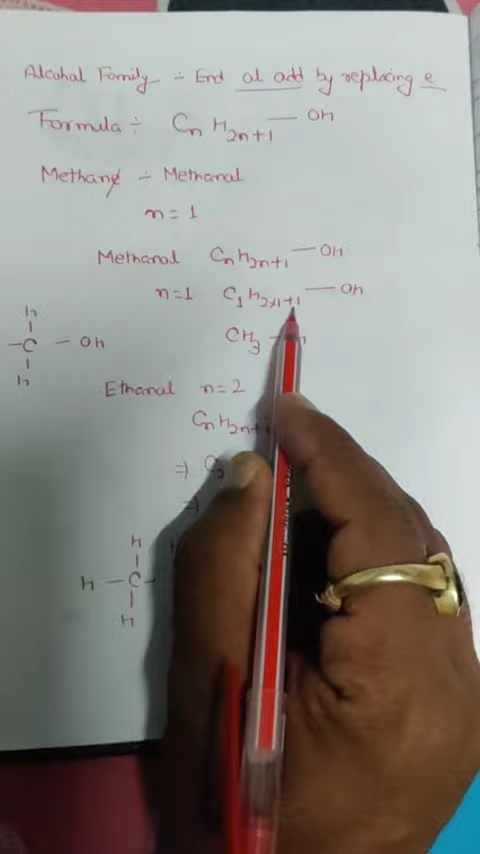 Alcohal Family ÷ End al add by replacing e
Formula ÷ CnH2n+1 — OH
Methane ÷ Methanal
n = 1
Methanal CnH2n+1 — OH
n=1 C1H2x1+1 — OH
CH3 —
H
– C – OH
H
Ethanal n = 2
CnH2n+
⇒ C2
⇒
H
H – C –
H